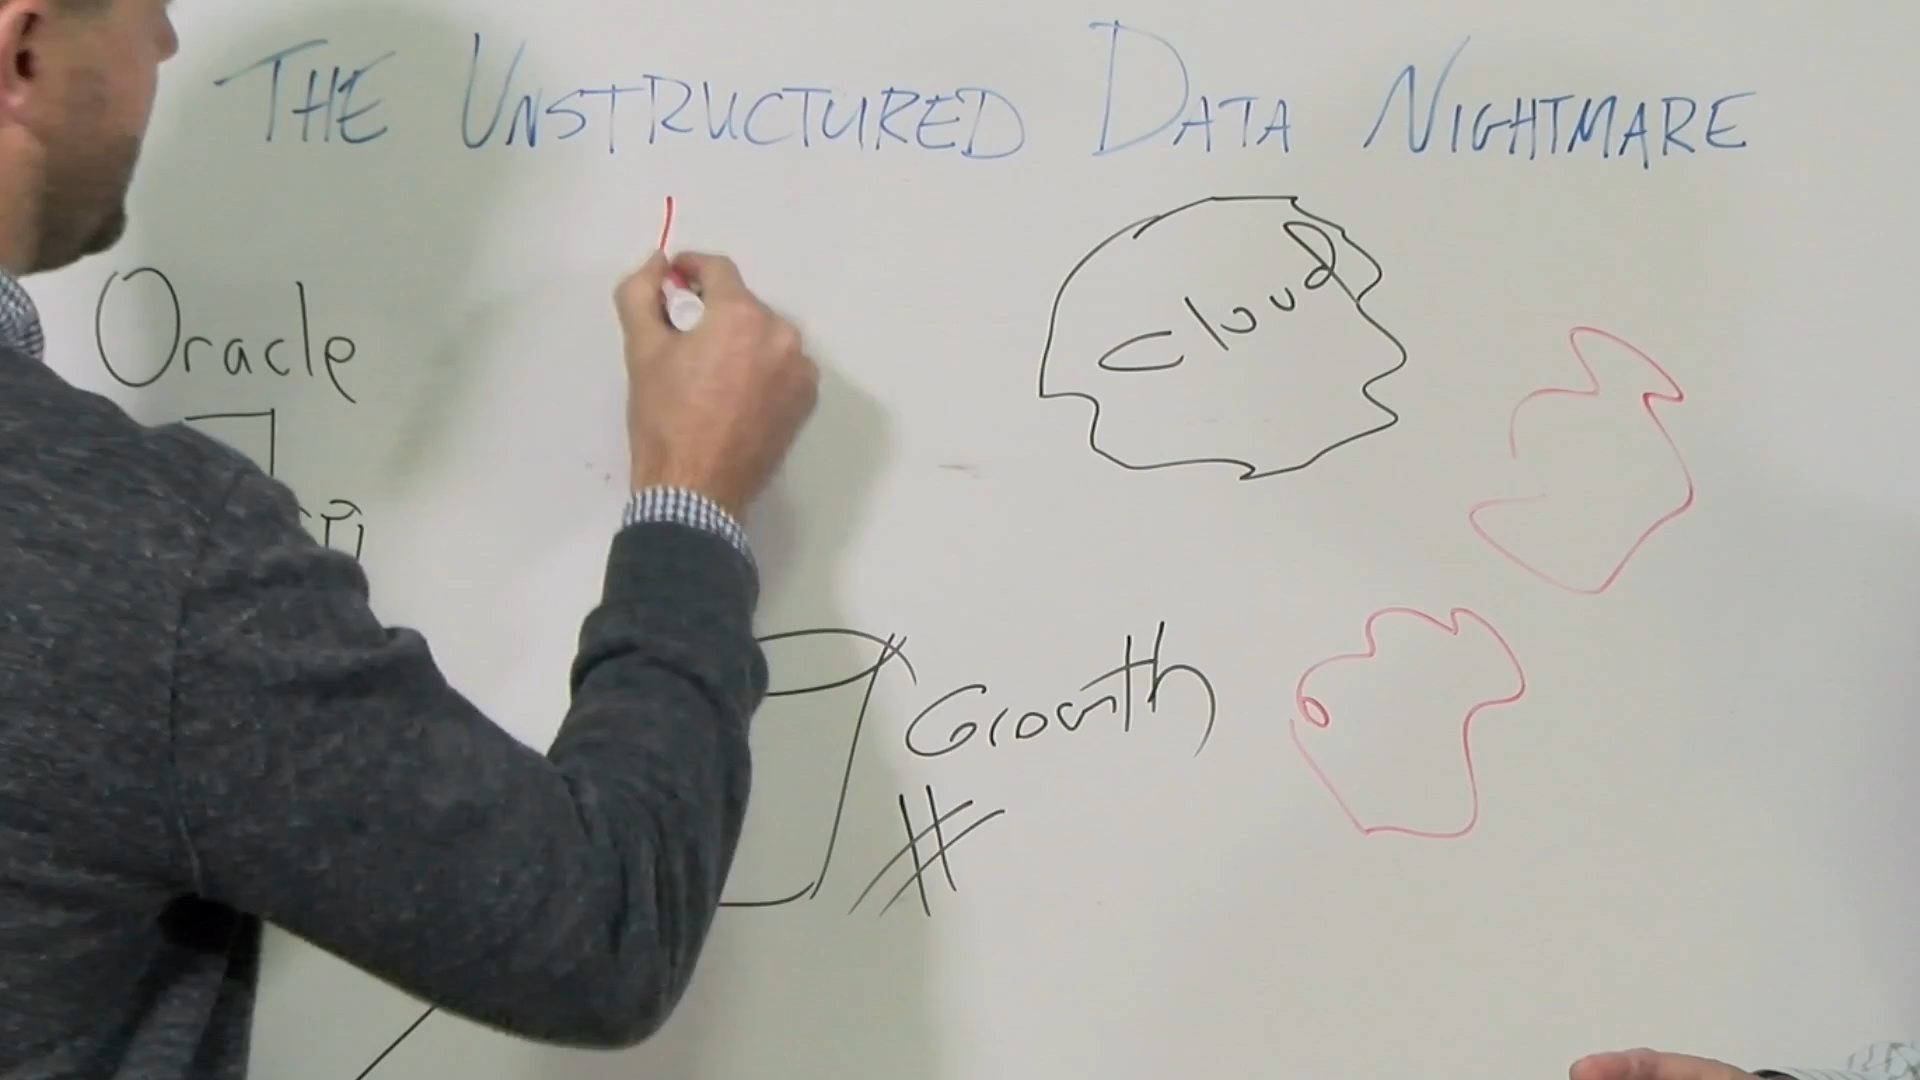 THE UNSTRUCTURED DATA NIGHTMARE
Cloud
Oracle
Growth
#